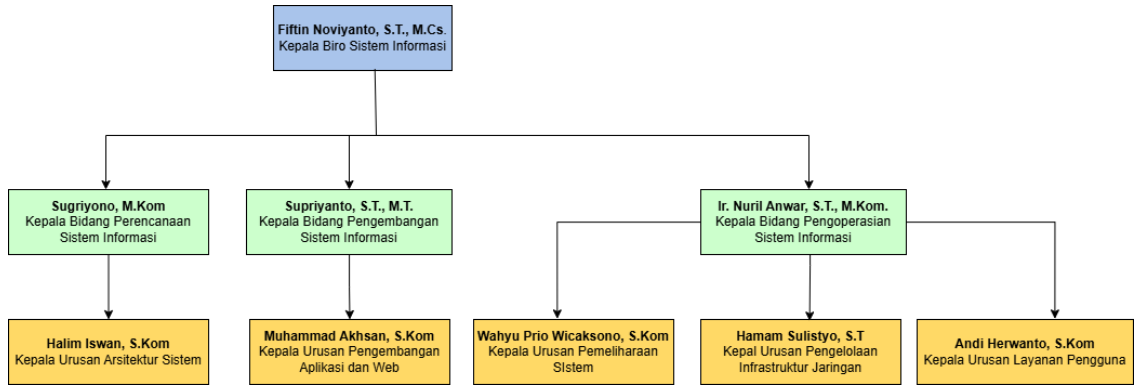 Fiftin Noviyanto, S.T., M.Cs.
Kepala Biro Sistem Informasi
Sugriyono, M.Kom
Kepala Bidang Perencanaan
Sistem Informasi
Supriyanto, S.T., M.T.
Kepala Bidang Pengembangan
Sistem Informasi
Ir. Nuril Anwar, S.T., M.Kom.
Kepala Bidang Pengoperasian
Sistem Informasi
Halim Iswan, S.Kom
Kepala Urusan Arsitektur Sistem
Muhammad Akhsan, S.Kom
Kepala Urusan Pengembangan
Aplikasi dan Web
Wahyu Prio Wicaksono, S.Kom
Kepala Urusan Pemeliharaan
SIstem
Hamam Sulistyo, S.T
Kepal Urusan Pengelolaan
Infrastruktur Jaringan
Andi Herwanto, S.Kom
Kepala Urusan Layanan Pengguna